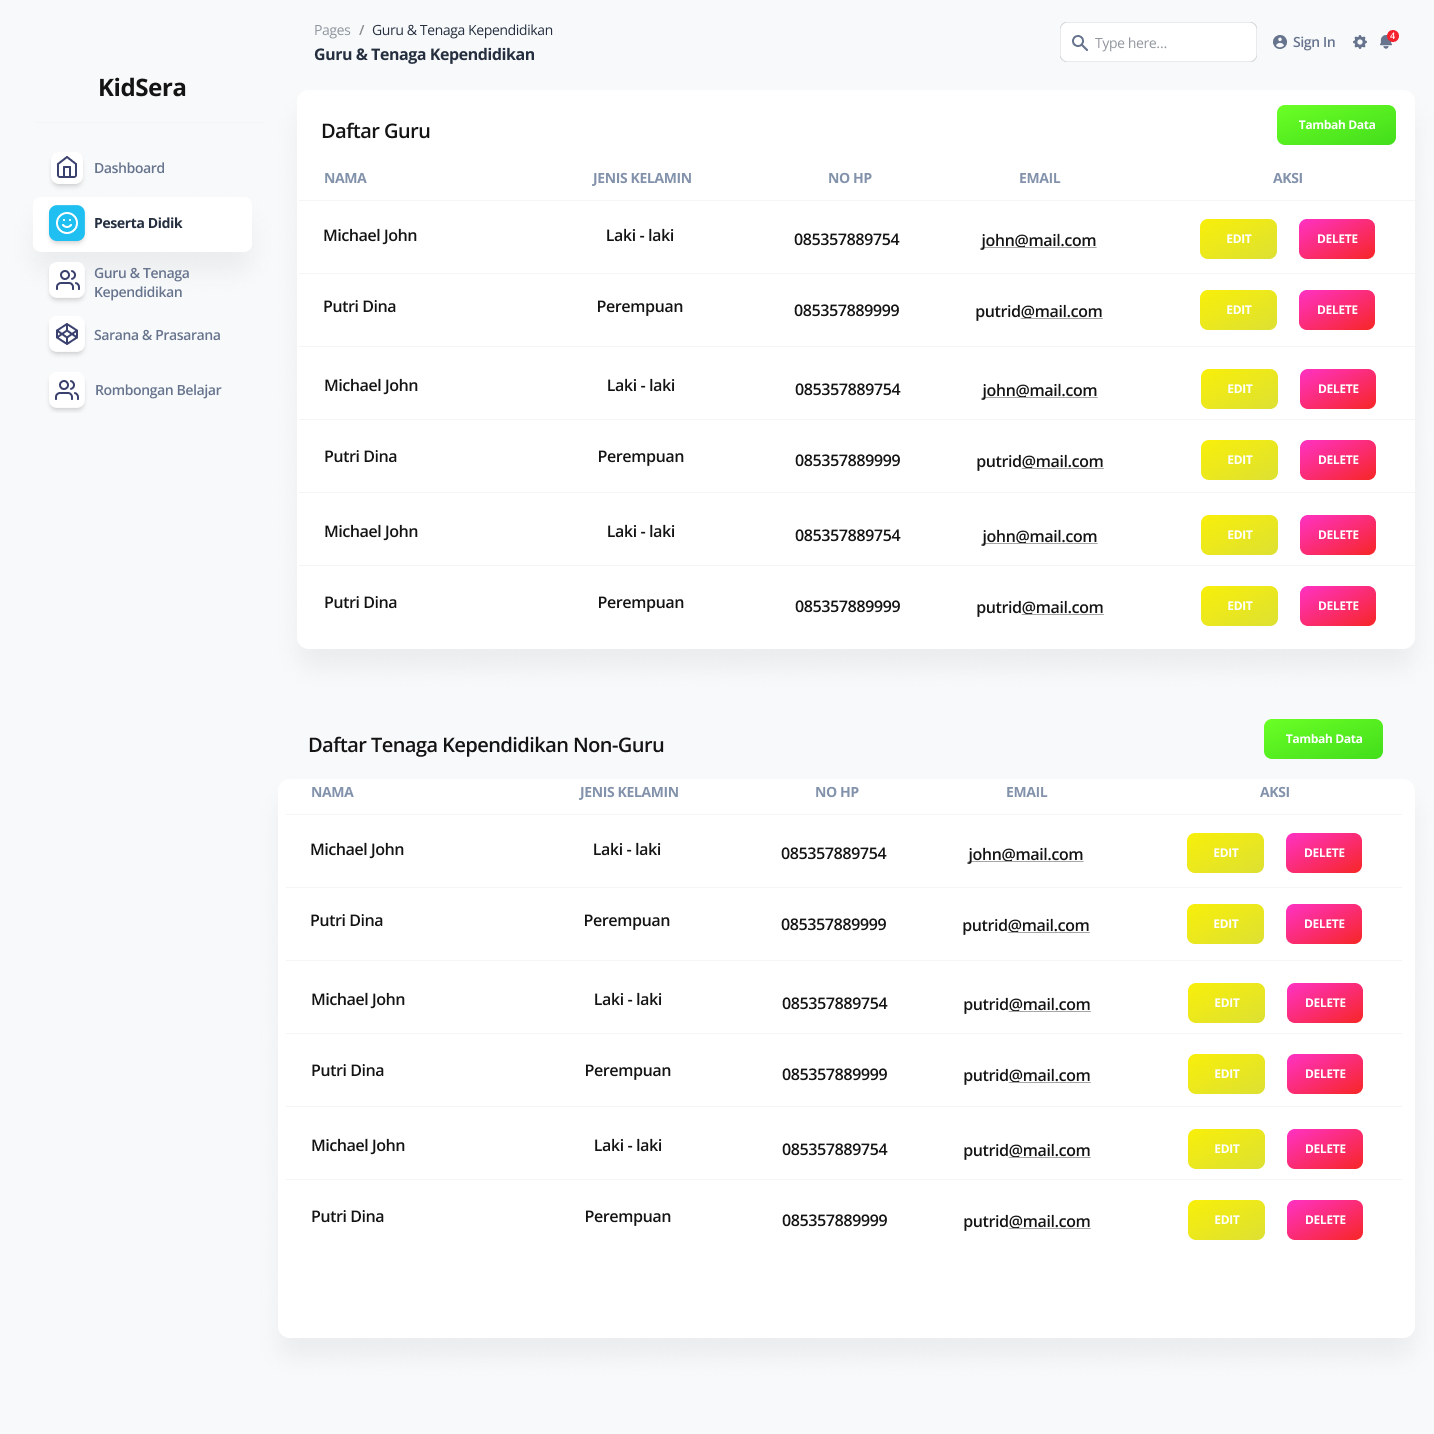 Pages / Guru & Tenaga Kependidikan
Guru & Tenaga Kependidikan
Type here...
Sign In
4
KidSera
Dashboard
Peserta Didik
Guru & Tenaga
Kependidikan
Sarana & Prasarana
Rombongan Belajar
Daftar Guru
Tambah Data
NAMA JENIS KELAMIN NO HP EMAIL AKSI
Michael John Laki - laki 085357889754 john@mail.com EDIT DELETE
Putri Dina Perempuan 085357889999 putrid@mail.com EDIT DELETE
Michael John Laki - laki 085357889754 john@mail.com EDIT DELETE
Putri Dina Perempuan 085357889999 putrid@mail.com EDIT DELETE
Michael John Laki - laki 085357889754 john@mail.com EDIT DELETE
Putri Dina Perempuan 085357889999 putrid@mail.com EDIT DELETE
Daftar Tenaga Kependidikan Non-Guru
Tambah Data
NAMA JENIS KELAMIN NO HP EMAIL AKSI
Michael John Laki - laki 085357889754 john@mail.com EDIT DELETE
Putri Dina Perempuan 085357889999 putrid@mail.com EDIT DELETE
Michael John Laki - laki 085357889754 putrid@mail.com EDIT DELETE
Putri Dina Perempuan 085357889999 putrid@mail.com EDIT DELETE
Michael John Laki - laki 085357889754 putrid@mail.com EDIT DELETE
Putri Dina Perempuan 085357889999 putrid@mail.com EDIT DELETE